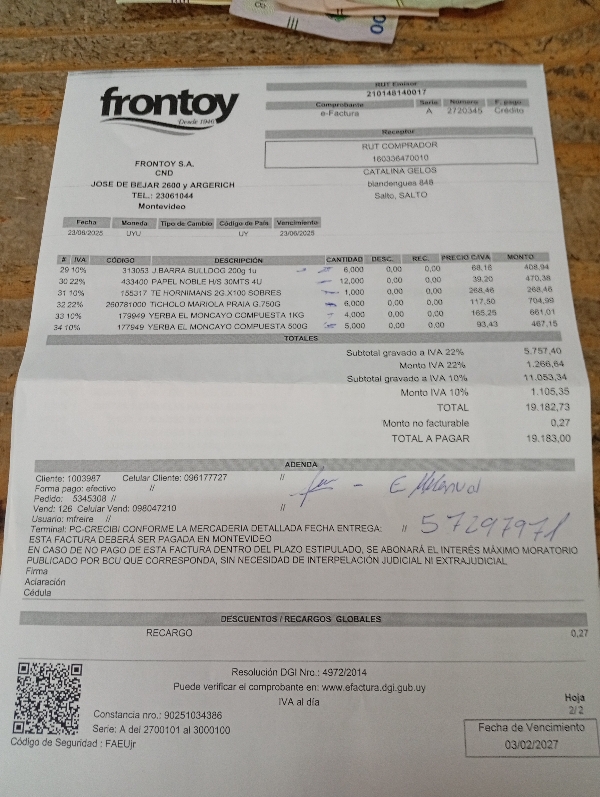 frontoy
Desde 1946
RUT Emisor
210148140017
Comprobante Serie Número F. pago
e-Factura A 2720345 Crédito
Receptor
RUT COMPRADOR
160336470010
CATALINA GELOS
blandengues 848
Salto, SALTO
FRONTOY S.A.
CND
JOSE DE BEJAR 2600 y ARGERICH
TEL.: 23061044
Montevideo
Fecha Moneda Tipo de Cambio Código de País Vencimiento
23/06/2025 UYU UY 23/06/2025
# IVA CÓDIGO DESCRIPCIÓN CANTIDAD DESC. REC. PRECIO C/IVA MONTO
29 10% 313053 J.BARRA BULLDOG 200g 1u 6,000 0,00 0,00 68,16 408,94
30 22% 433400 PAPEL NOBLE H/S 30MTS 4U 12,000 0,00 0,00 39,20 470,38
31 10% 155317 TE HORNIMANS 2G.X100 SOBRES 1,000 0,00 0,00 268,46 268,46
32 22% 260781000 TICHOLO MARIOLA PRAIA G.750G 6,000 0,00 0,00 117,50 704,98
33 10% 179949 YERBA EL MONCAYO COMPUESTA 1KG 4,000 0,00 0,00 165,25 661,01
34 10% 177949 YERBA EL MONCAYO COMPUESTA 500G 5,000 0,00 0,00 93,43 467,15
TOTALES
Subtotal gravado a IVA 22% 5.757,40
Monto IVA 22% 1.266,64
Subtotal gravado a IVA 10% 11.053,34
Monto IVA 10% 1.105,35
TOTAL 19.182,73
Monto no facturable 0,27
TOTAL A PAGAR 19.183,00
ADENDA
Cliente: 1003987 Celular Cliente: 096177727 //
Forma pago: efectivo //
Pedido: 5345308 //
Vend: 126 Celular Vend: 098047210 //
Usuario: mfreire //
Terminal: PC-CRECIBI CONFORME LA MERCADERIA DETALLADA FECHA ENTREGA: // 57297971
ESTA FACTURA DEBERÁ SER PAGADA EN MONTEVIDEO
EN CASO DE NO PAGO DE ESTA FACTURA DENTRO DEL PLAZO ESTIPULADO, SE ABONARÁ EL INTERÉS MÀXIMO MORATORIO
PUBLICADO POR BCU QUE CORRESPONDA, SIN NECESIDAD DE INTERPELACIÓN JUDICIAL NI EXTRAJUDICIAL
Firma
Aciaración
Cédula
DESCUENTOS / RECARGOS GLOBALES
RECARGO 0,27
Resolución DGI Nro.: 4972/2014
Puede verificar el comprobante en: www.efactura.dgi.gub.uy
IVA al día
Constancia nro.: 90251034386
Serie: A del 2700101 al 3000100
Código de Seguridad : FAEUjr
Hoja
2/2
Fecha de Vencimiento
03/02/2027